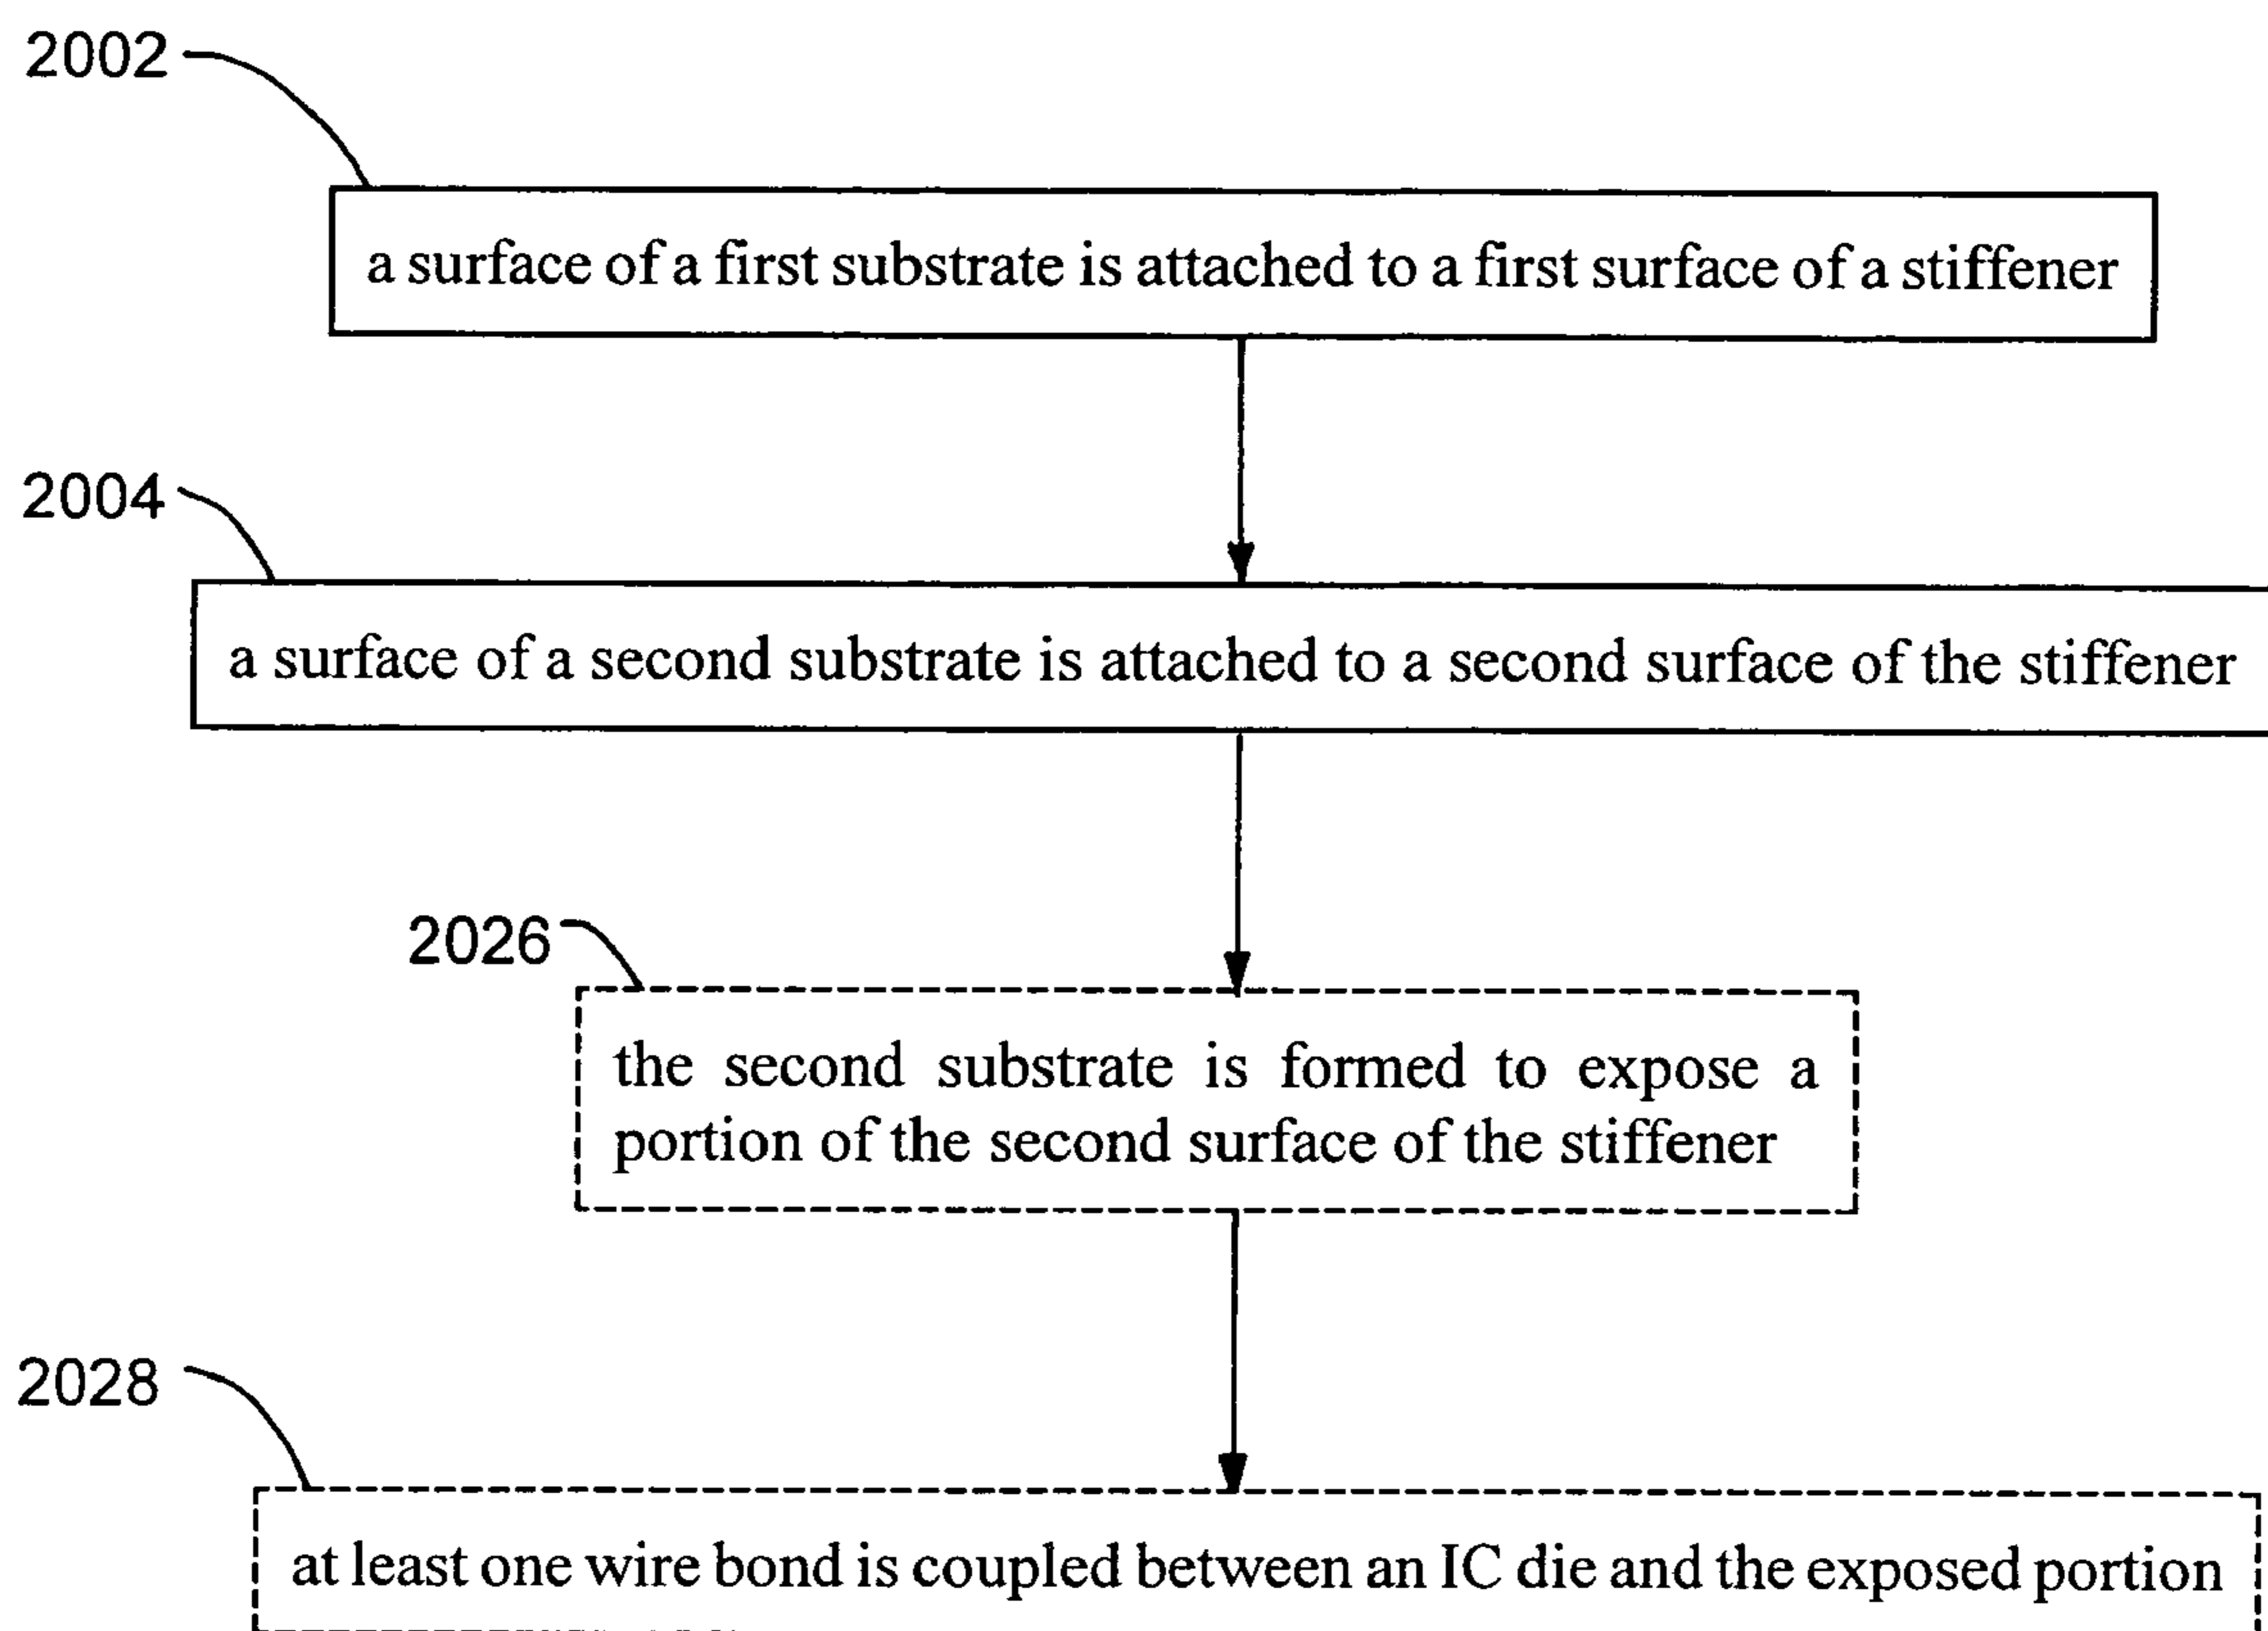 2002
a surface of a first substrate is attached to a first surface of a stiffener
2004
a surface of a second substrate is attached to a second surface of the stiffener
2026
the second substrate is formed to expose a
portion of the second surface of the stiffener
2028
at least one wire bond is coupled between an IC die and the exposed portion